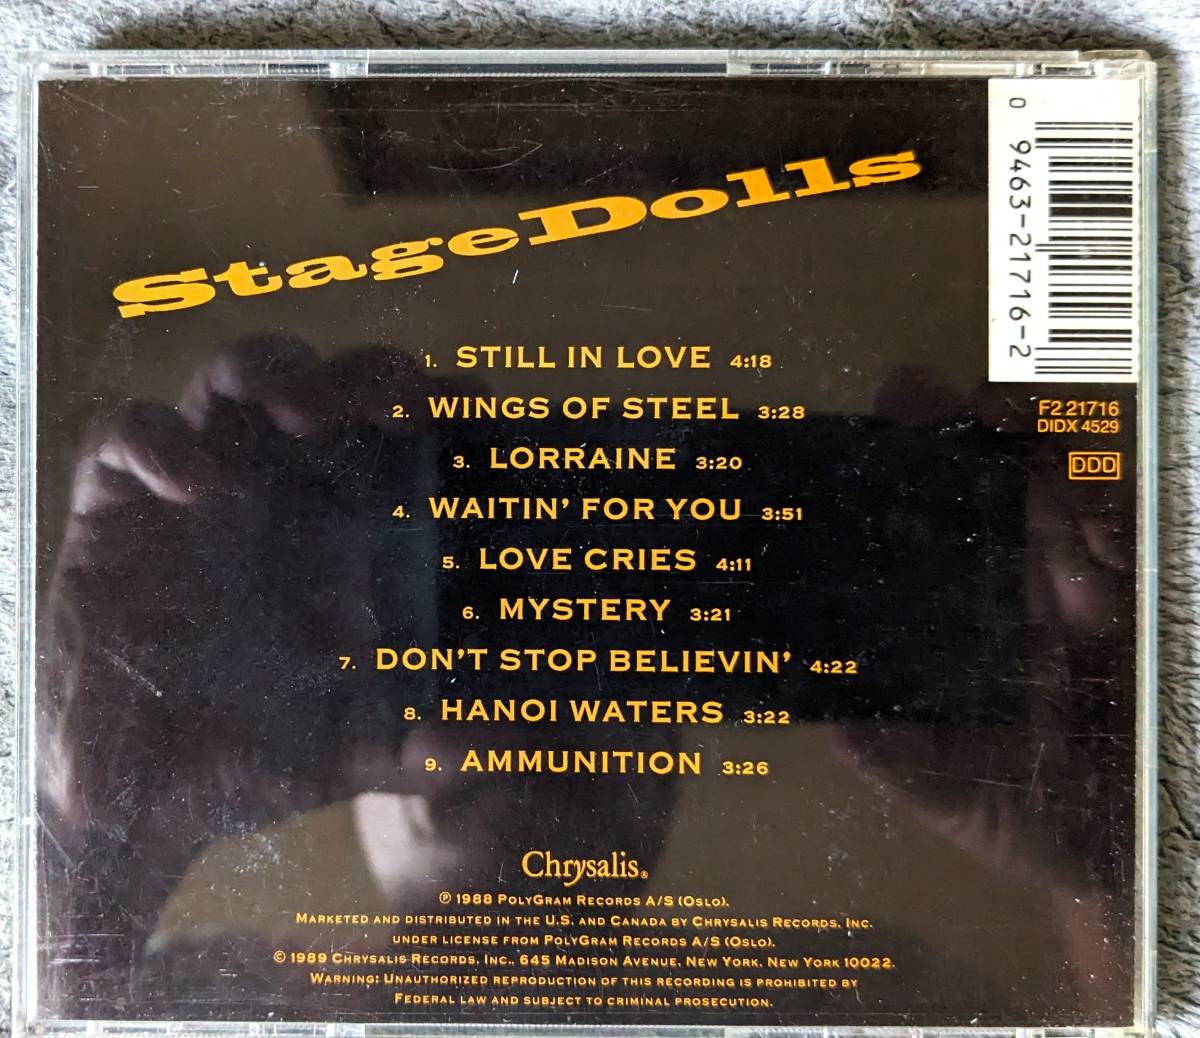 StageDolls
1. STILL IN LOVE 4:18
2. WINGS OF STEEL 3:28
3. LORRAINE 3:20
4. WAITIN' FOR YOU 3:51
5. LOVE CRIES 4:11
6. MYSTERY 3:21
7. DON'T STOP BELIEVIN' 4:22
8. HANOI WATERS 3:22
9. AMMUNITION 3:26
0 9463-21716-2
F2 21716
DIDX 4529
DDD
Chrysalis®
℗ 1988 POLYGRAM RECORDS A/S (OSLO).
MARKETED AND DISTRIBUTED IN THE U.S. AND CANADA BY CHRYSALIS RECORDS, INC.
UNDER LICENSE FROM POLYGRAM RECORDS A/S (OSLO).
© 1989 CHRYSALIS RECORDS, INC., 645 MADISON AVENUE, NEW YORK, NEW YORK 10022.
WARNING: UNAUTHORIZED REPRODUCTION OF THIS RECORDING IS PROHIBITED BY
FEDERAL LAW AND SUBJECT TO CRIMINAL PROSECUTION.